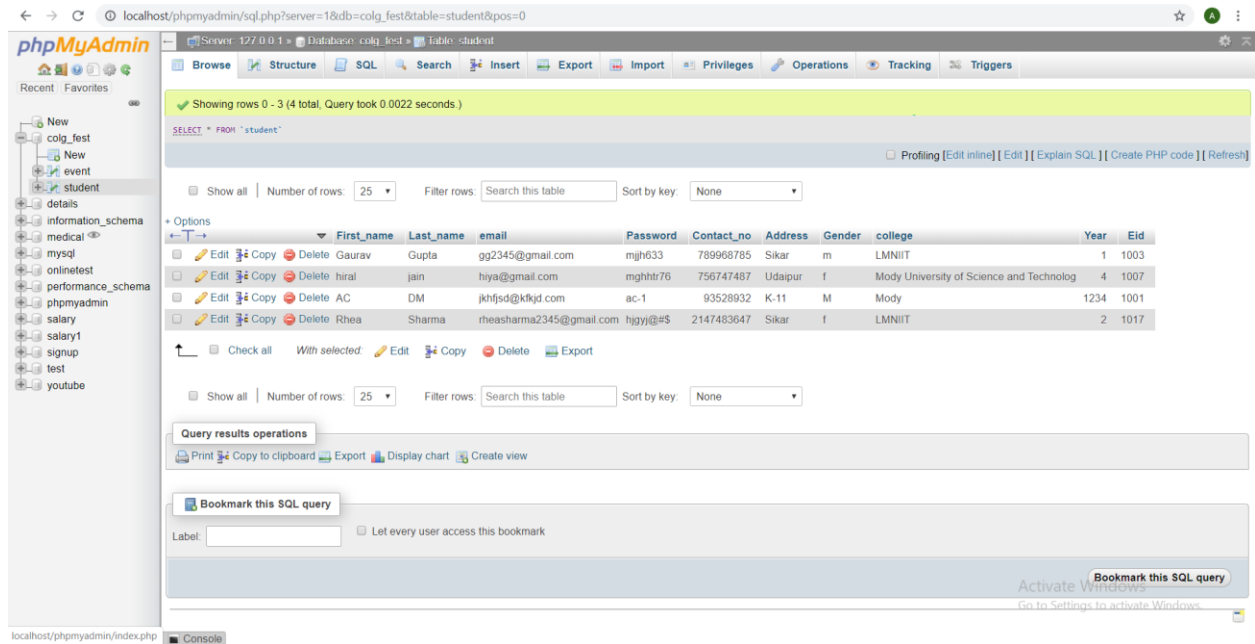 localhost/phpmyadmin/sql.php?server=1&db=colg_fest&table=student&pos=0
A
phpMyAdmin
Recent Favorites
New
colg_fest
New
event
student
details
information_schema
medical
mysql
onlinetest
performance_schema
phpmyadmin
salary
salary1
signup
test
youtube
Server: 127.0.0.1 » Database: colg_fest » Table: student
Browse Structure SQL Search Insert Export Import Privileges Operations Tracking Triggers
Showing rows 0 - 3 (4 total, Query took 0.0022 seconds.)
SELECT * FROM `student`
Profiling [Edit inline] [ Edit ] [ Explain SQL ] [ Create PHP code ] [ Refresh]
Show all Number of rows: 25 Filter rows: Search this table Sort by key: None
+ Options
←T→ First_name Last_name email Password Contact_no Address Gender college Year Eid
Edit Copy Delete Gaurav Gupta gg2345@gmail.com mjjh633 789968785 Sikar m LMNIIT 1 1003
Edit Copy Delete hiral jain hiya@gmail.com mghhtr76 756747487 Udaipur f Mody University of Science and Technolog 4 1007
Edit Copy Delete AC DM jkhfjsd@kfkjd.com ac-1 93528932 K-11 M Mody 1234 1001
Edit Copy Delete Rhea Sharma rheasharma2345@gmail.com hjgyj@#$ 2147483647 Sikar f LMNIIT 2 1017
Check all With selected: Edit Copy Delete Export
Show all Number of rows: 25 Filter rows: Search this table Sort by key: None
Query results operations
Print Copy to clipboard Export Display chart Create view
Bookmark this SQL query
Label: Let every user access this bookmark
Bookmark this SQL query
Activate Windows
Go to Settings to activate Windows.
localhost/phpmyadmin/index.php Console